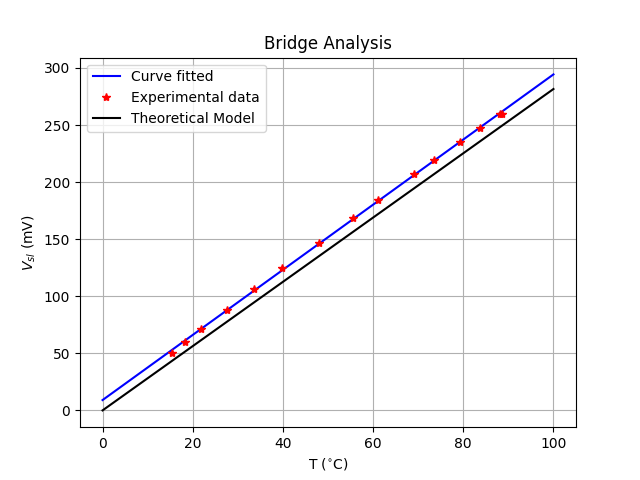 Bridge Analysis
Curve fitted
Experimental data
Theoretical Model
300
250
200
150
100
50
0
V_sl (mV)
0 20 40 60 80 100
T (°C)